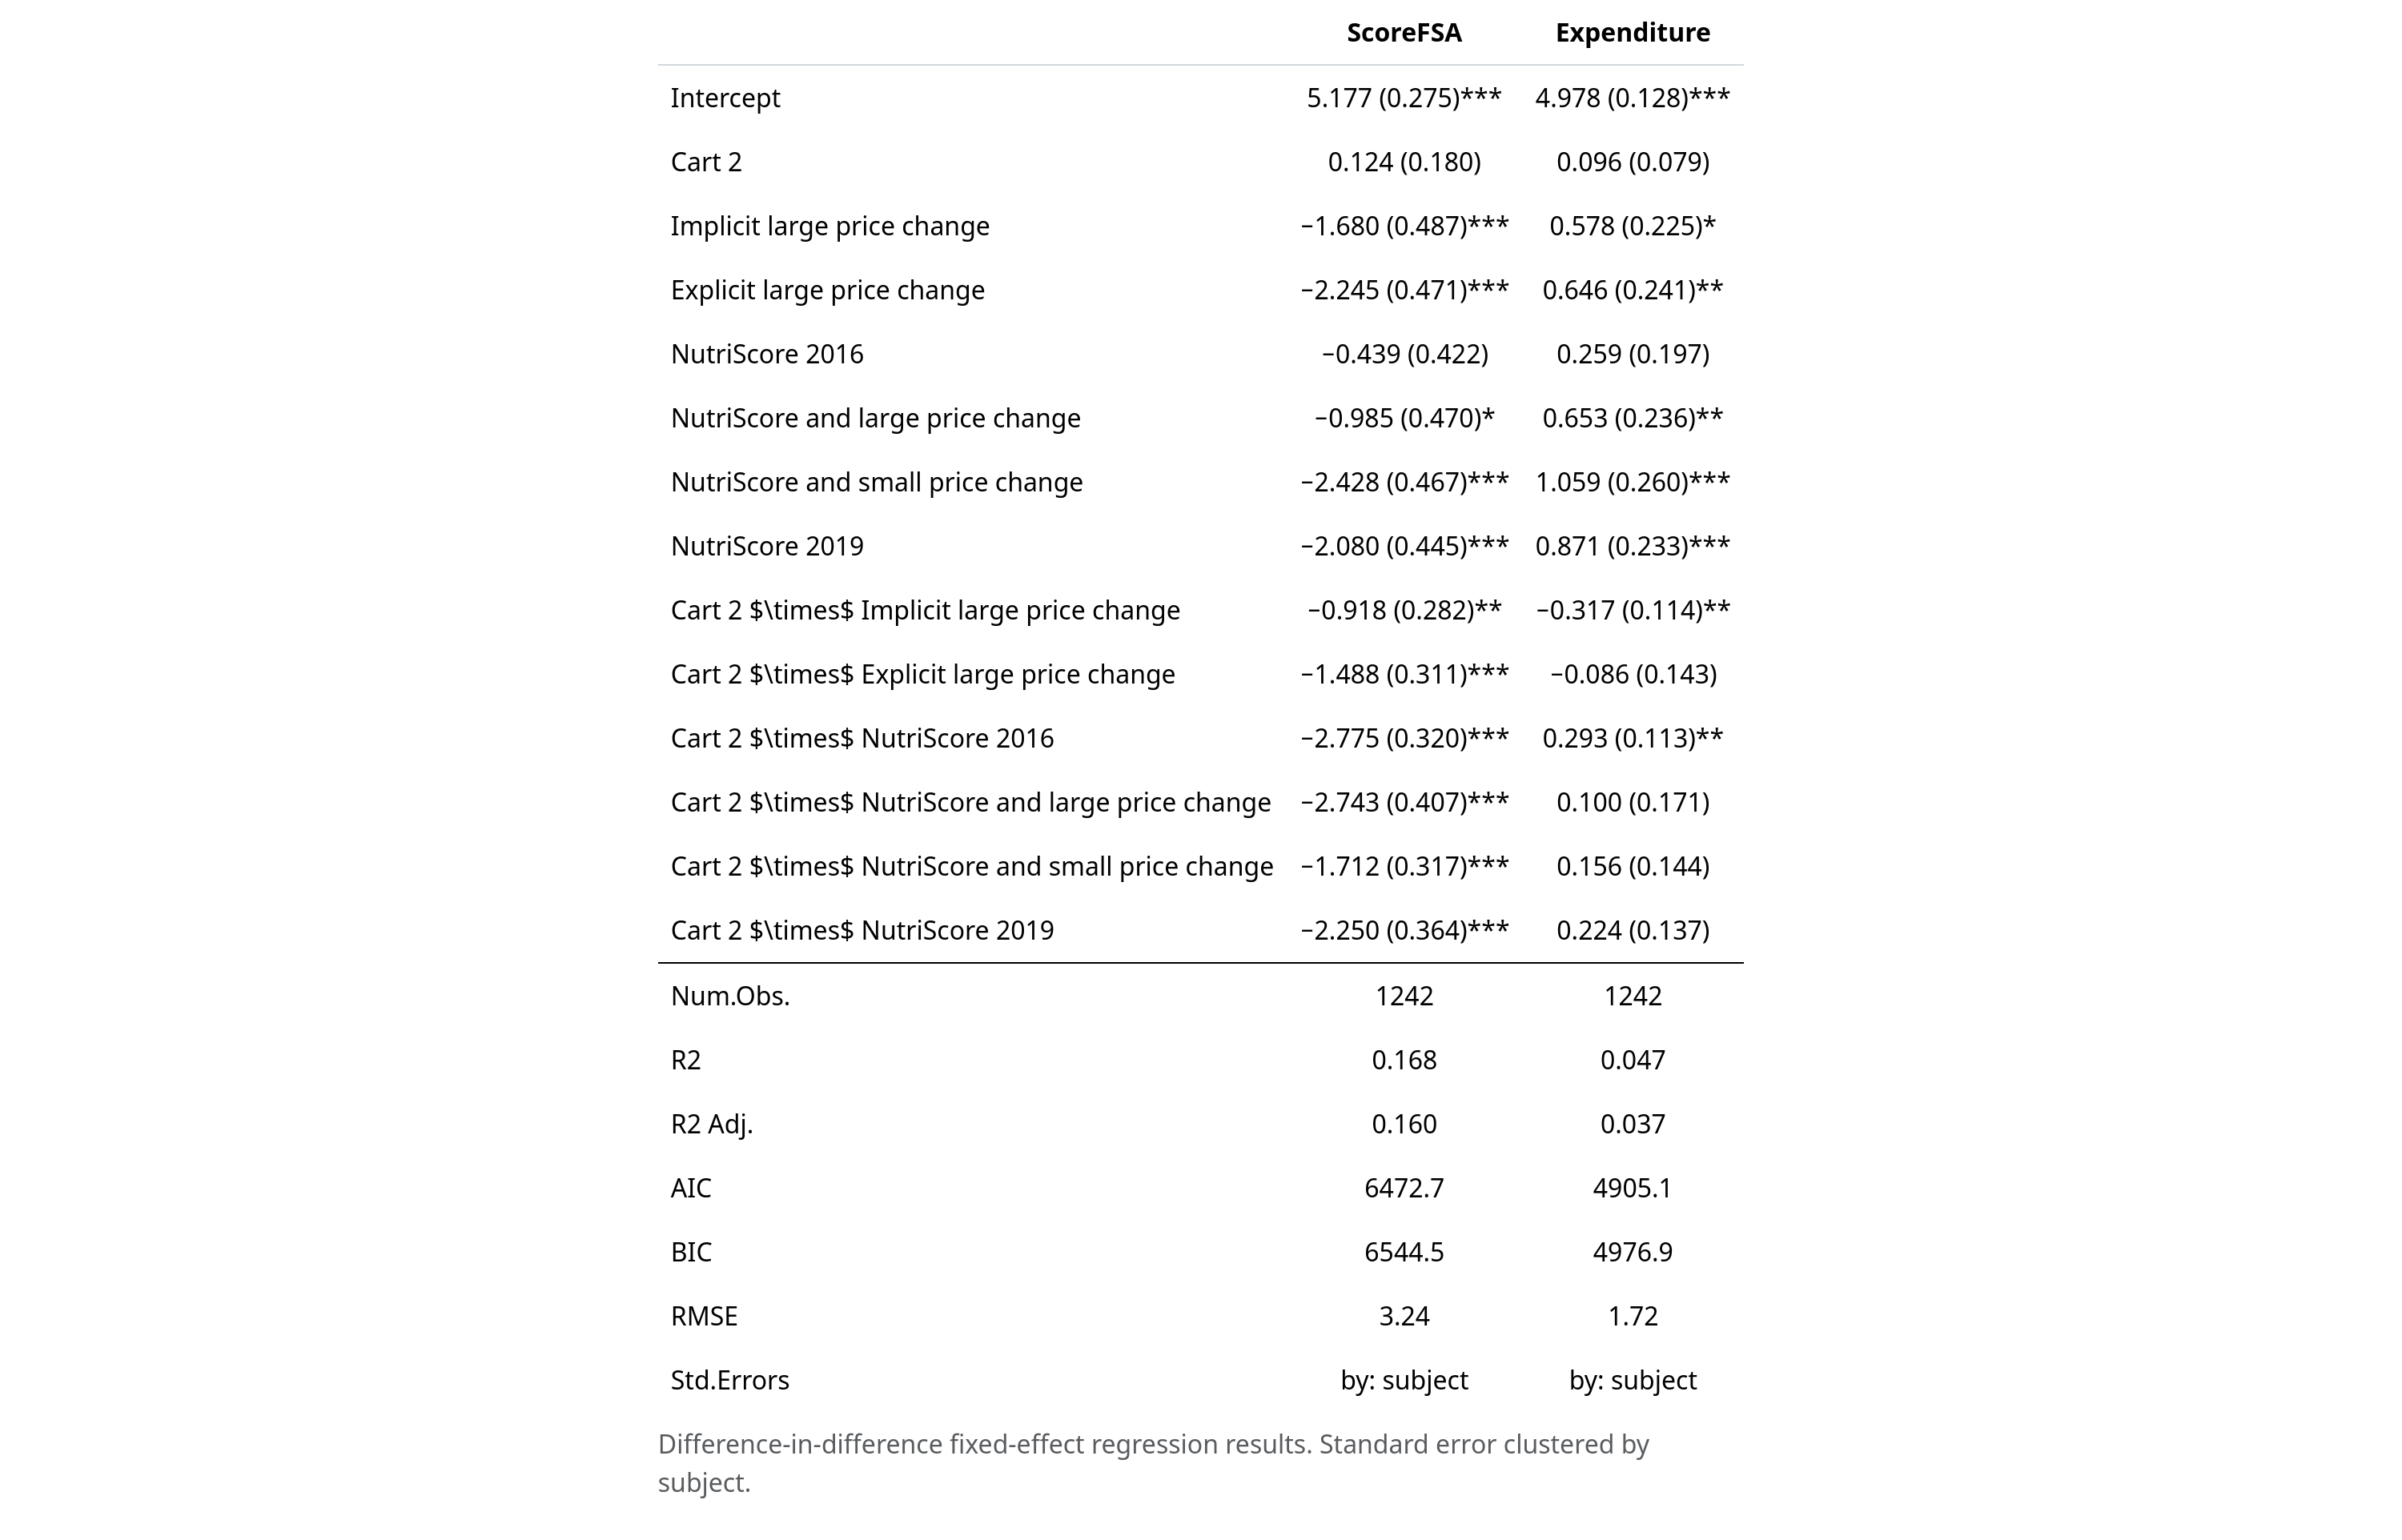 ScoreFSA Expenditure
Intercept 5.177 (0.275)*** 4.978 (0.128)***
Cart 2 0.124 (0.180) 0.096 (0.079)
Implicit large price change −1.680 (0.487)*** 0.578 (0.225)*
Explicit large price change −2.245 (0.471)*** 0.646 (0.241)**
NutriScore 2016 −0.439 (0.422) 0.259 (0.197)
NutriScore and large price change −0.985 (0.470)* 0.653 (0.236)**
NutriScore and small price change −2.428 (0.467)*** 1.059 (0.260)***
NutriScore 2019 −2.080 (0.445)*** 0.871 (0.233)***
Cart 2 $\times$ Implicit large price change −0.918 (0.282)** −0.317 (0.114)**
Cart 2 $\times$ Explicit large price change −1.488 (0.311)*** −0.086 (0.143)
Cart 2 $\times$ NutriScore 2016 −2.775 (0.320)*** 0.293 (0.113)**
Cart 2 $\times$ NutriScore and large price change −2.743 (0.407)*** 0.100 (0.171)
Cart 2 $\times$ NutriScore and small price change −1.712 (0.317)*** 0.156 (0.144)
Cart 2 $\times$ NutriScore 2019 −2.250 (0.364)*** 0.224 (0.137)
Num.Obs. 1242 1242
R2 0.168 0.047
R2 Adj. 0.160 0.037
AIC 6472.7 4905.1
BIC 6544.5 4976.9
RMSE 3.24 1.72
Std.Errors by: subject by: subject
Difference-in-difference fixed-effect regression results. Standard error clustered by
subject.